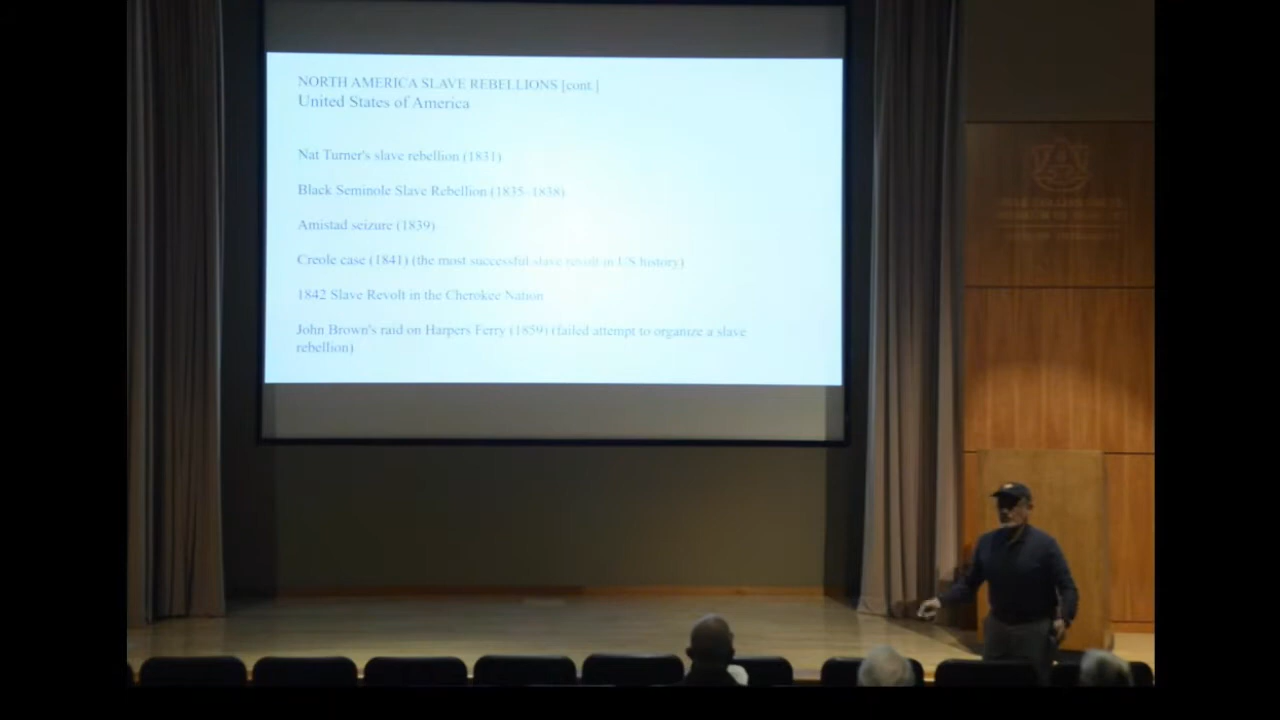 NORTH AMERICA SLAVE REBELLIONS [cont.]
United States of America
Nat Turner's slave rebellion (1831)
Black Seminole Slave Rebellion (1835–1838)
Amistad seizure (1839)
Creole case (1841) (the most successful slave revolt in US history)
1842 Slave Revolt in the Cherokee Nation
John Brown's raid on Harpers Ferry (1859) (failed attempt to organize a slave
rebellion)